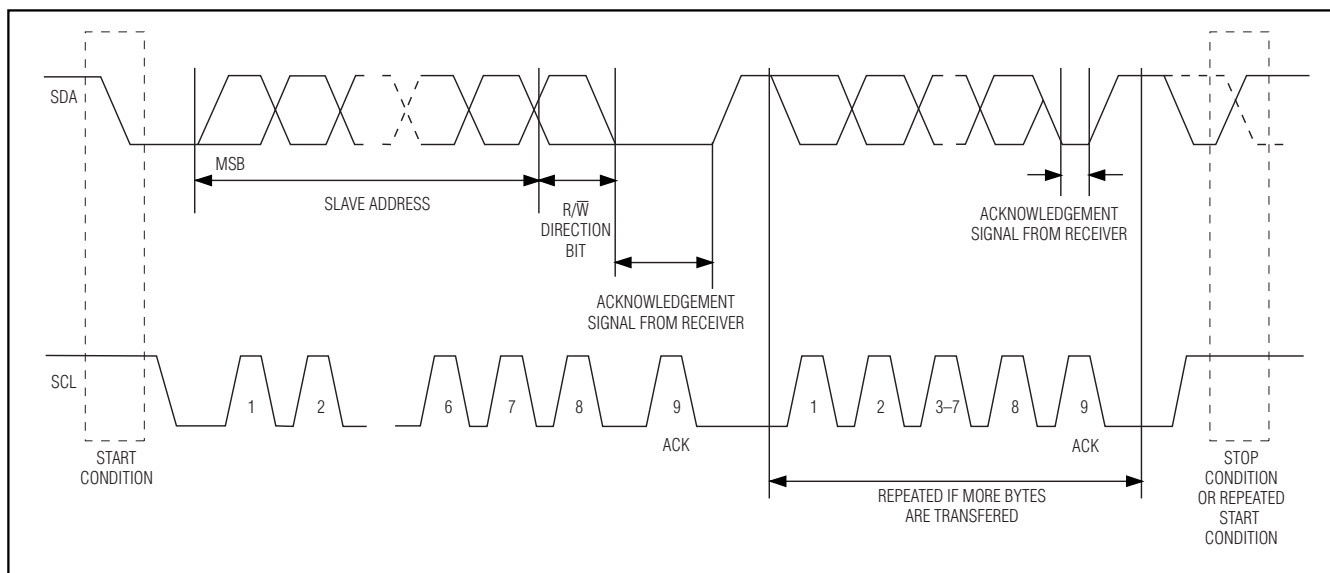 SDA
MSB
SLAVE ADDRESS
R/W̅
DIRECTION
BIT
ACKNOWLEDGEMENT
SIGNAL FROM RECEIVER
ACKNOWLEDGEMENT
SIGNAL FROM RECEIVER
SCL
1
2
6
7
8
9
1
2
3–7
8
9
ACK
ACK
START
CONDITION
REPEATED IF MORE BYTES
ARE TRANSFERED
STOP
CONDITION
OR REPEATED
START
CONDITION